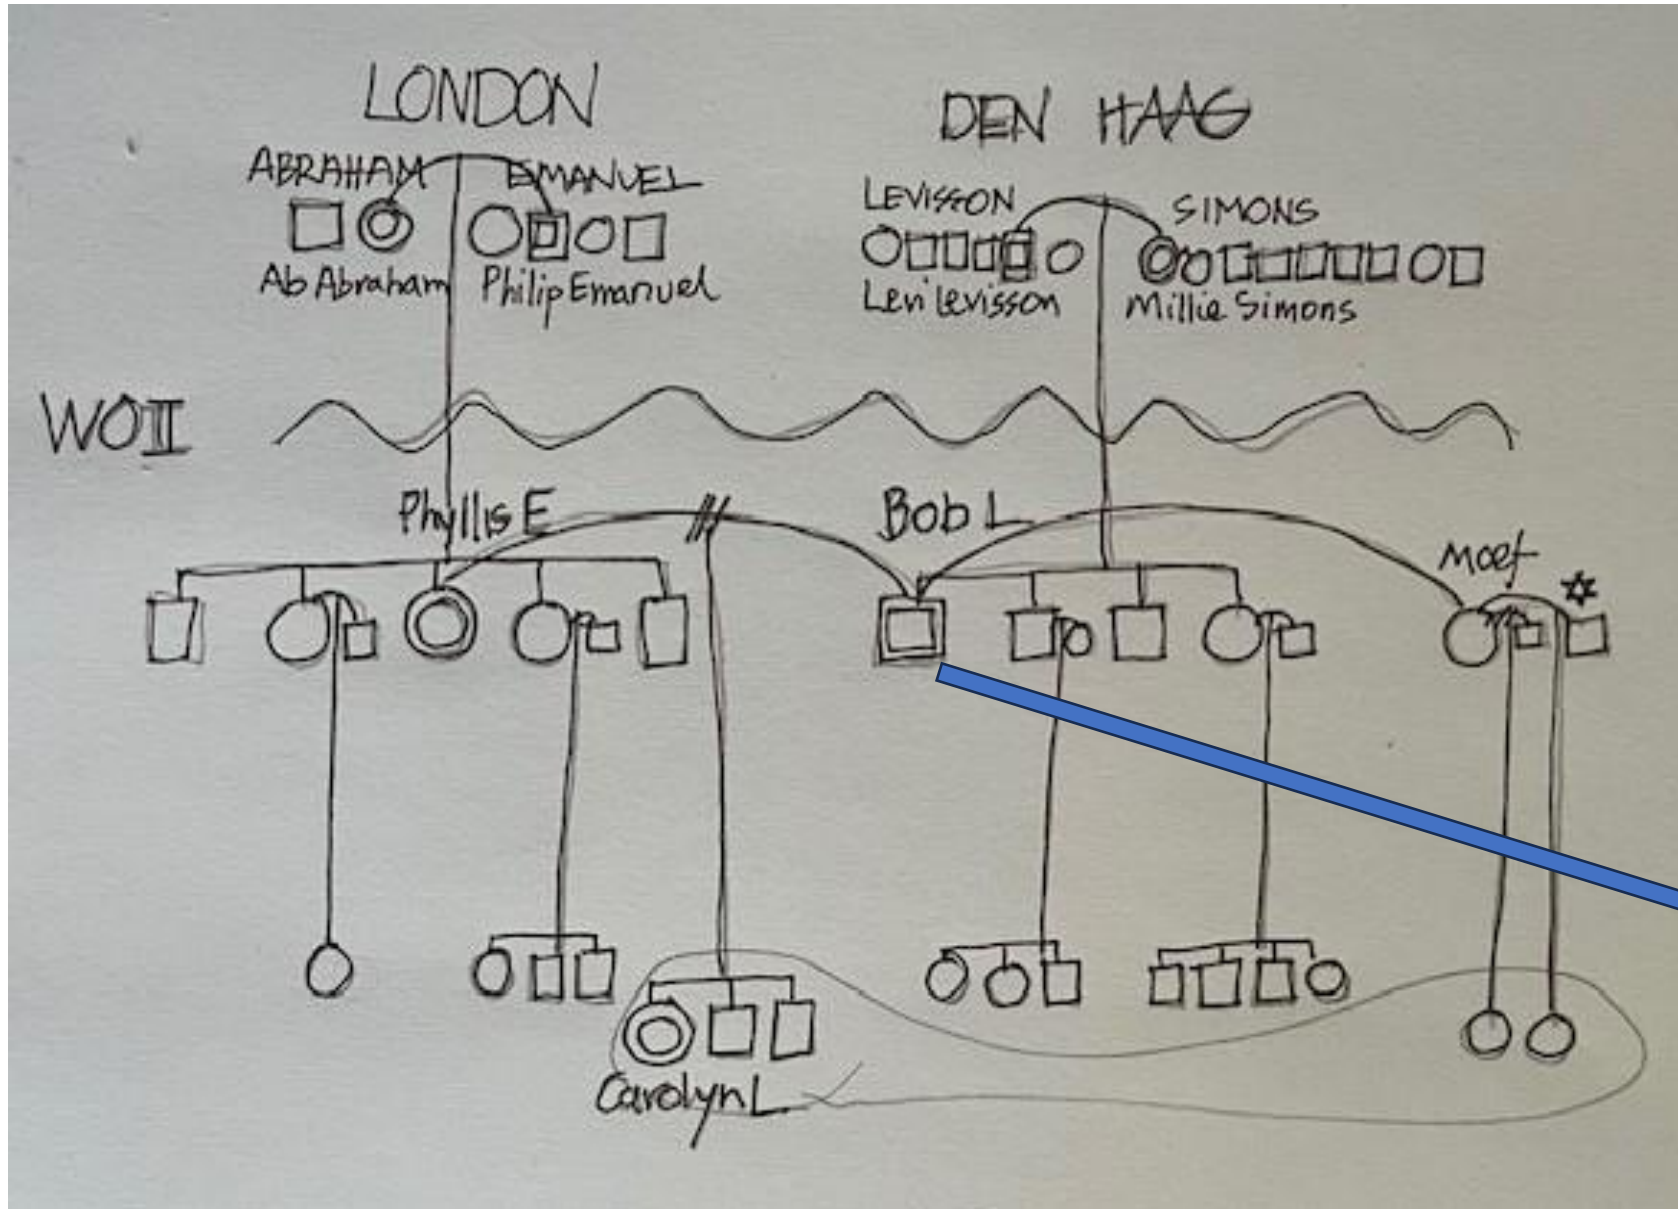 LONDON
DEN HAAG
ABRAHAM
EMANUEL
LEVISSON
SIMONS
Ab Abraham
Philip Emanuel
Levi Levisson
Millie Simons
WOII
Phyllis E
Bob L
Moef
Carolyn L